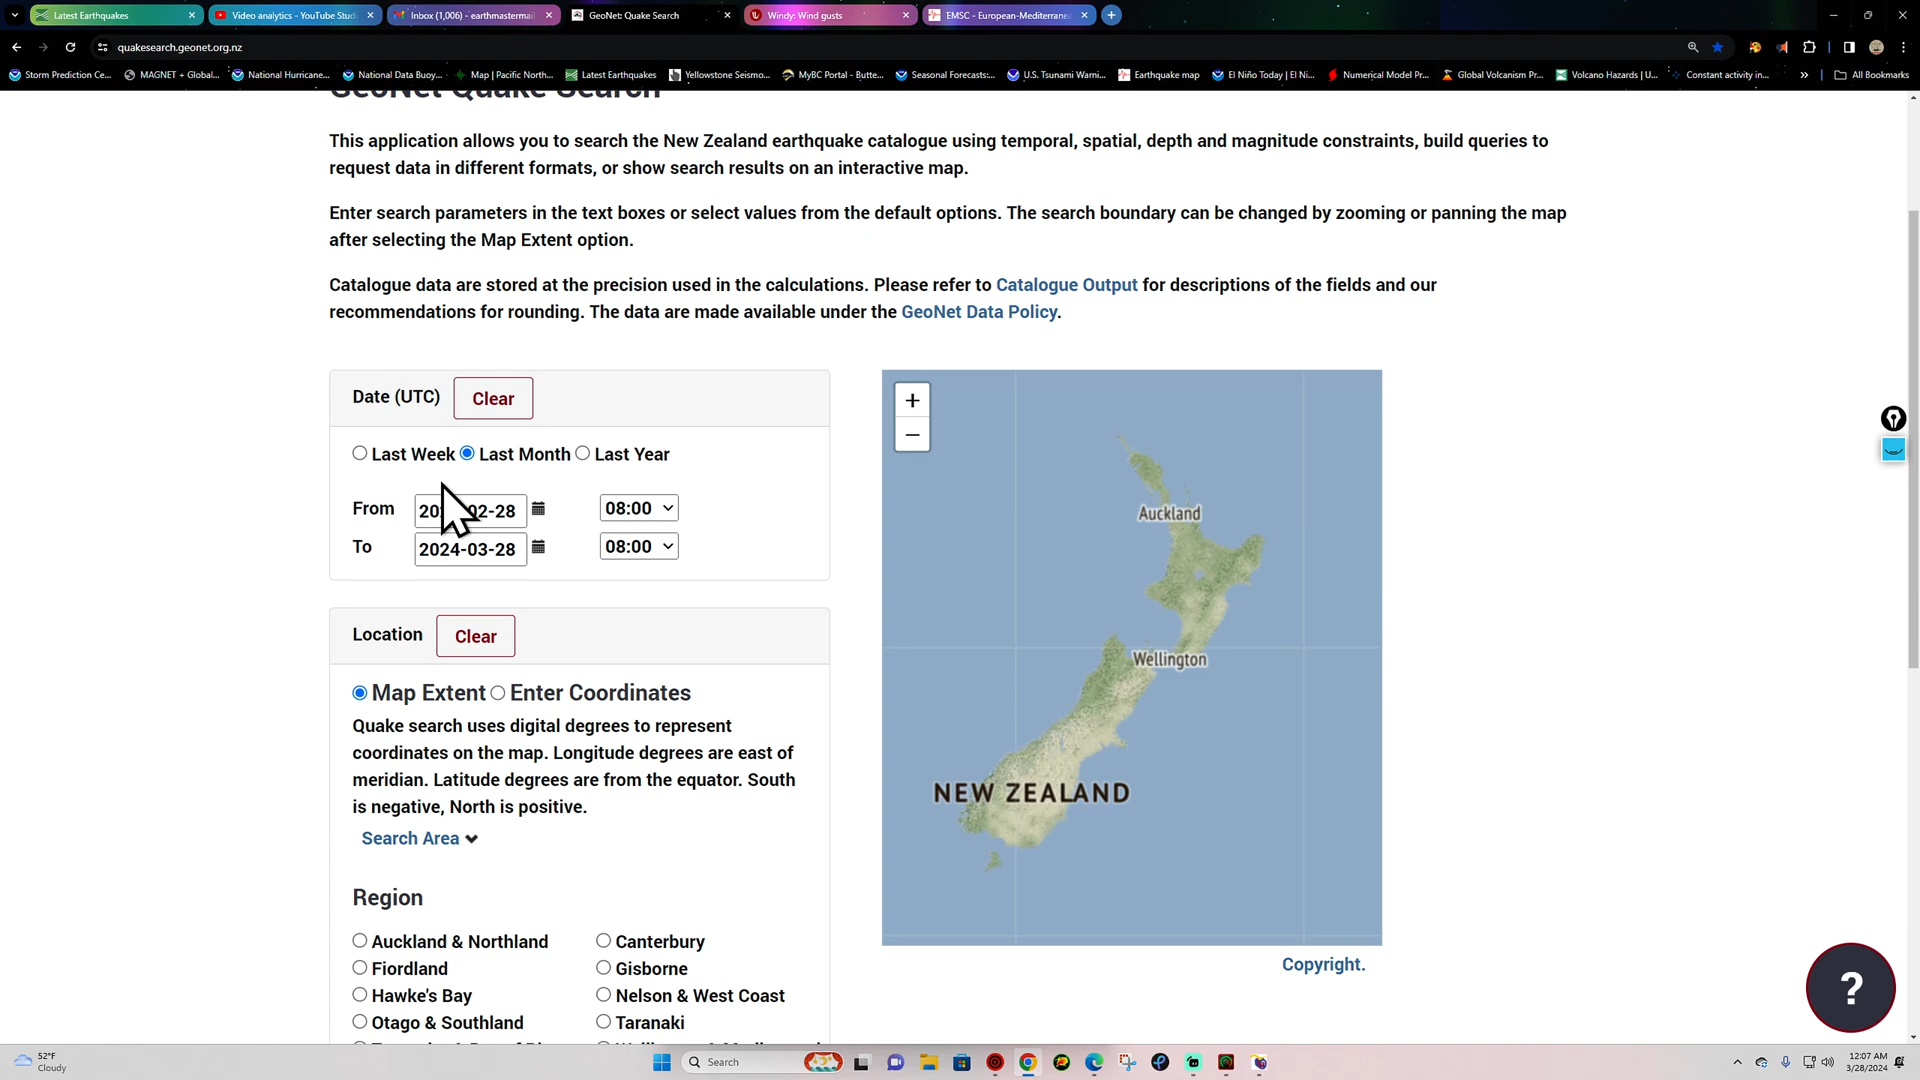 Latest Earthquakes
Video analytics - YouTube Studi
Inbox (1,006) - earthmastermail
GeoNet: Quake Search
Windy: Wind gusts
EMSC - European-Mediterranea
quakesearch.geonet.org.nz
Storm Prediction Ce...
MAGNET + Global...
National Hurricane...
National Data Buoy...
Map | Pacific North...
Latest Earthquakes
Yellowstone Seismo...
MyBC Portal - Butte...
Seasonal Forecasts:...
U.S. Tsunami Warni...
Earthquake map
El Niño Today | El Ni...
Numerical Model Pr...
Global Volcanism Pr...
Volcano Hazards | U...
Constant activity in...
All Bookmarks
GeoNet Quake Search
This application allows you to search the New Zealand earthquake catalogue using temporal, spatial, depth and magnitude constraints, build queries to
request data in different formats, or show search results on an interactive map.
Enter search parameters in the text boxes or select values from the default options. The search boundary can be changed by zooming or panning the map
after selecting the Map Extent option.
Catalogue data are stored at the precision used in the calculations. Please refer to Catalogue Output for descriptions of the fields and our
recommendations for rounding. The data are made available under the GeoNet Data Policy.
Date (UTC) Clear
Last Week Last Month Last Year
From 08:00
To 2024-03-28 08:00
Location Clear
Map Extent Enter Coordinates
Quake search uses digital degrees to represent
coordinates on the map. Longitude degrees are east of
meridian. Latitude degrees are from the equator. South
is negative, North is positive.
Search Area
Region
Auckland & Northland Canterbury
Fiordland Gisborne
Hawke's Bay Nelson & West Coast
Otago & Southland Taranaki
+
−
Auckland
Wellington
NEW ZEALAND
Copyright.
?
52°F
Cloudy
Search
12:07 AM
3/28/2024